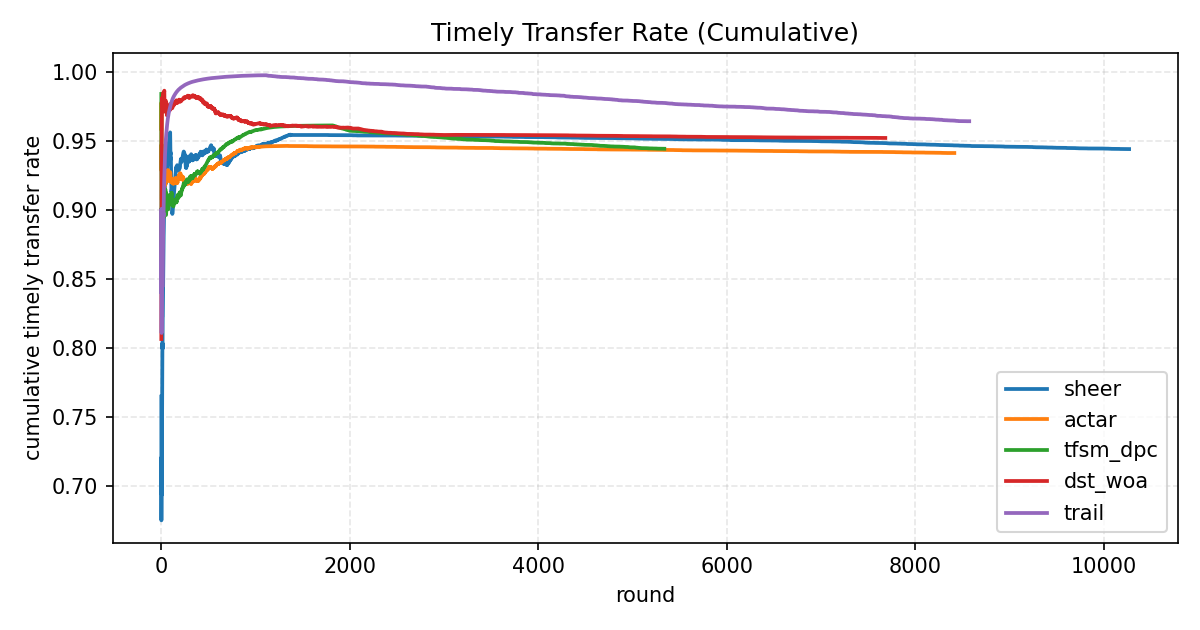 Timely Transfer Rate (Cumulative)
cumulative timely transfer rate
1.00
0.95
0.90
0.85
0.80
0.75
0.70
0
2000
4000
6000
8000
10000
round
sheer
actar
tfsm_dpc
dst_woa
trail